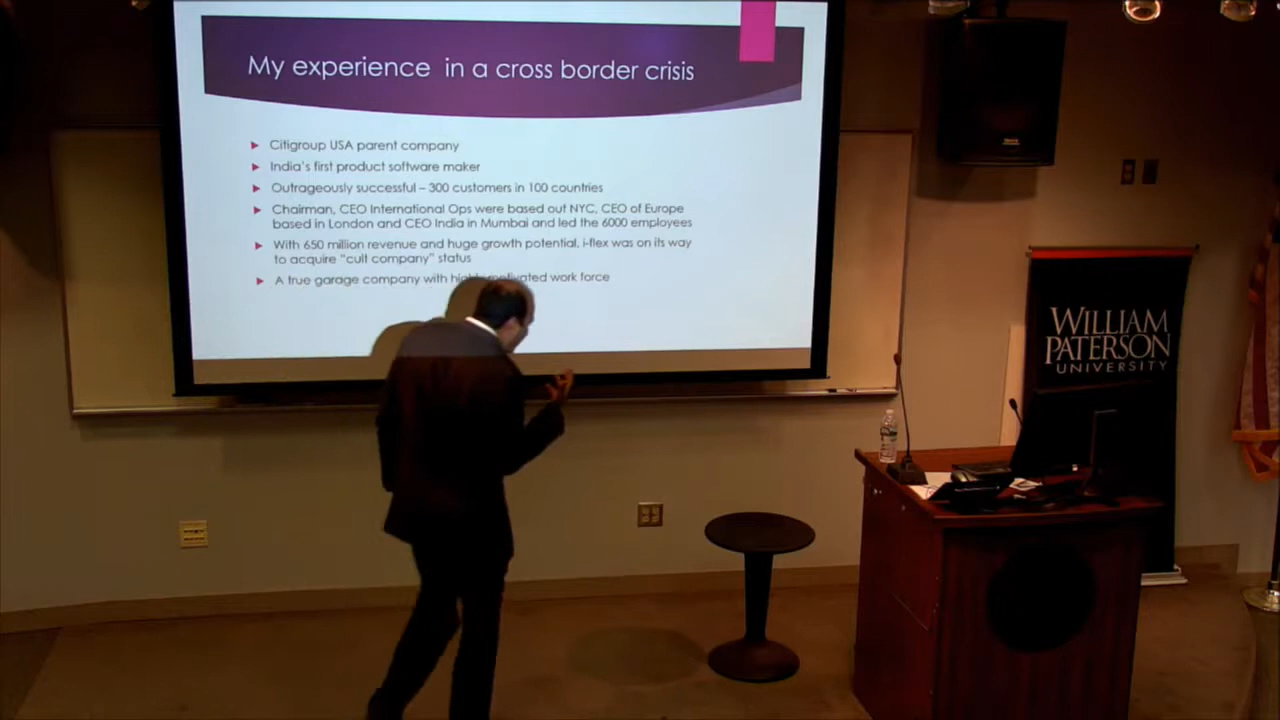 My experience in a cross border crisis
Citigroup USA parent company
India's first product software maker
Outrageously successful – 300 customers in 100 countries
Chairman, CEO International Ops were based out NYC, CEO of Europe
based in London and CEO India in Mumbai and led the 6000 employees
With 650 million revenue and huge growth potential, i-flex was on its way
to acquire "cult company" status
A true garage company with highly motivated work force
WILLIAM
PATERSON
UNIVERSITY